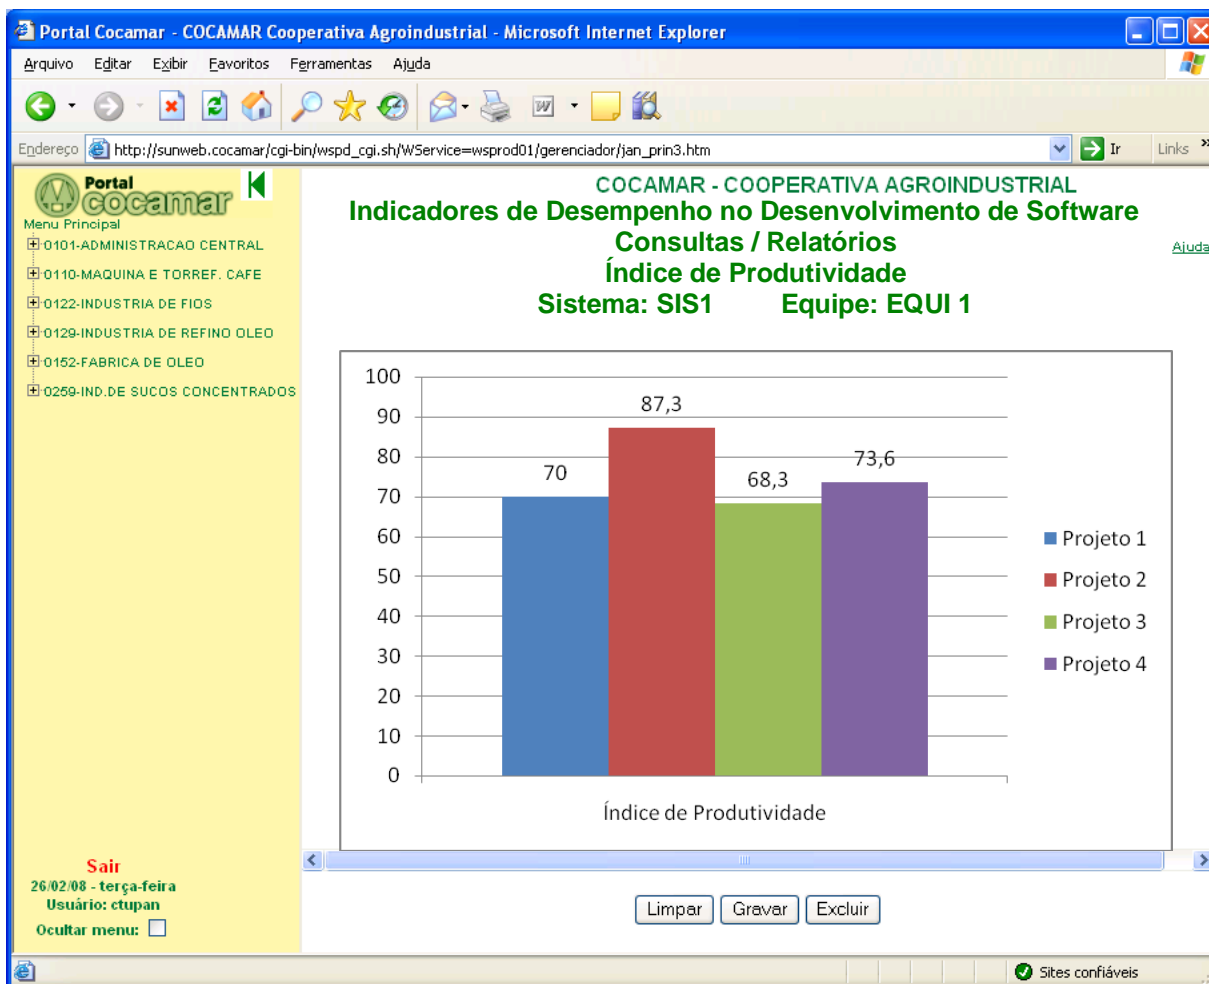 Portal Cocamar - COCAMAR Cooperativa Agroindustrial - Microsoft Internet Explorer
Arquivo Editar Exibir Favoritos Ferramentas Ajuda
Endereço http://sunweb.cocamar/cgi-bin/wspd_cgi.sh/WService=wsprod01/gerenciador/jan_prin3.htm Ir Links »
Portal
cocamar
Menu Principal
0101-ADMINISTRACAO CENTRAL
0110-MAQUINA E TORREF. CAFE
0122-INDUSTRIA DE FIOS
0129-INDUSTRIA DE REFINO OLEO
0152-FABRICA DE OLEO
0259-IND.DE SUCOS CONCENTRADOS
Sair
26/02/08 - terça-feira
Usuário: ctupan
Ocultar menu:
COCAMAR - COOPERATIVA AGROINDUSTRIAL
Indicadores de Desempenho no Desenvolvimento de Software
Consultas / Relatórios
Ajuda
Índice de Produtividade
Sistema: SIS1 Equipe: EQUI 1
100
90
80
70
60
50
40
30
20
10
0
70
87,3
68,3
73,6
Índice de Produtividade
Projeto 1
Projeto 2
Projeto 3
Projeto 4
Limpar Gravar Excluir
Sites confiáveis